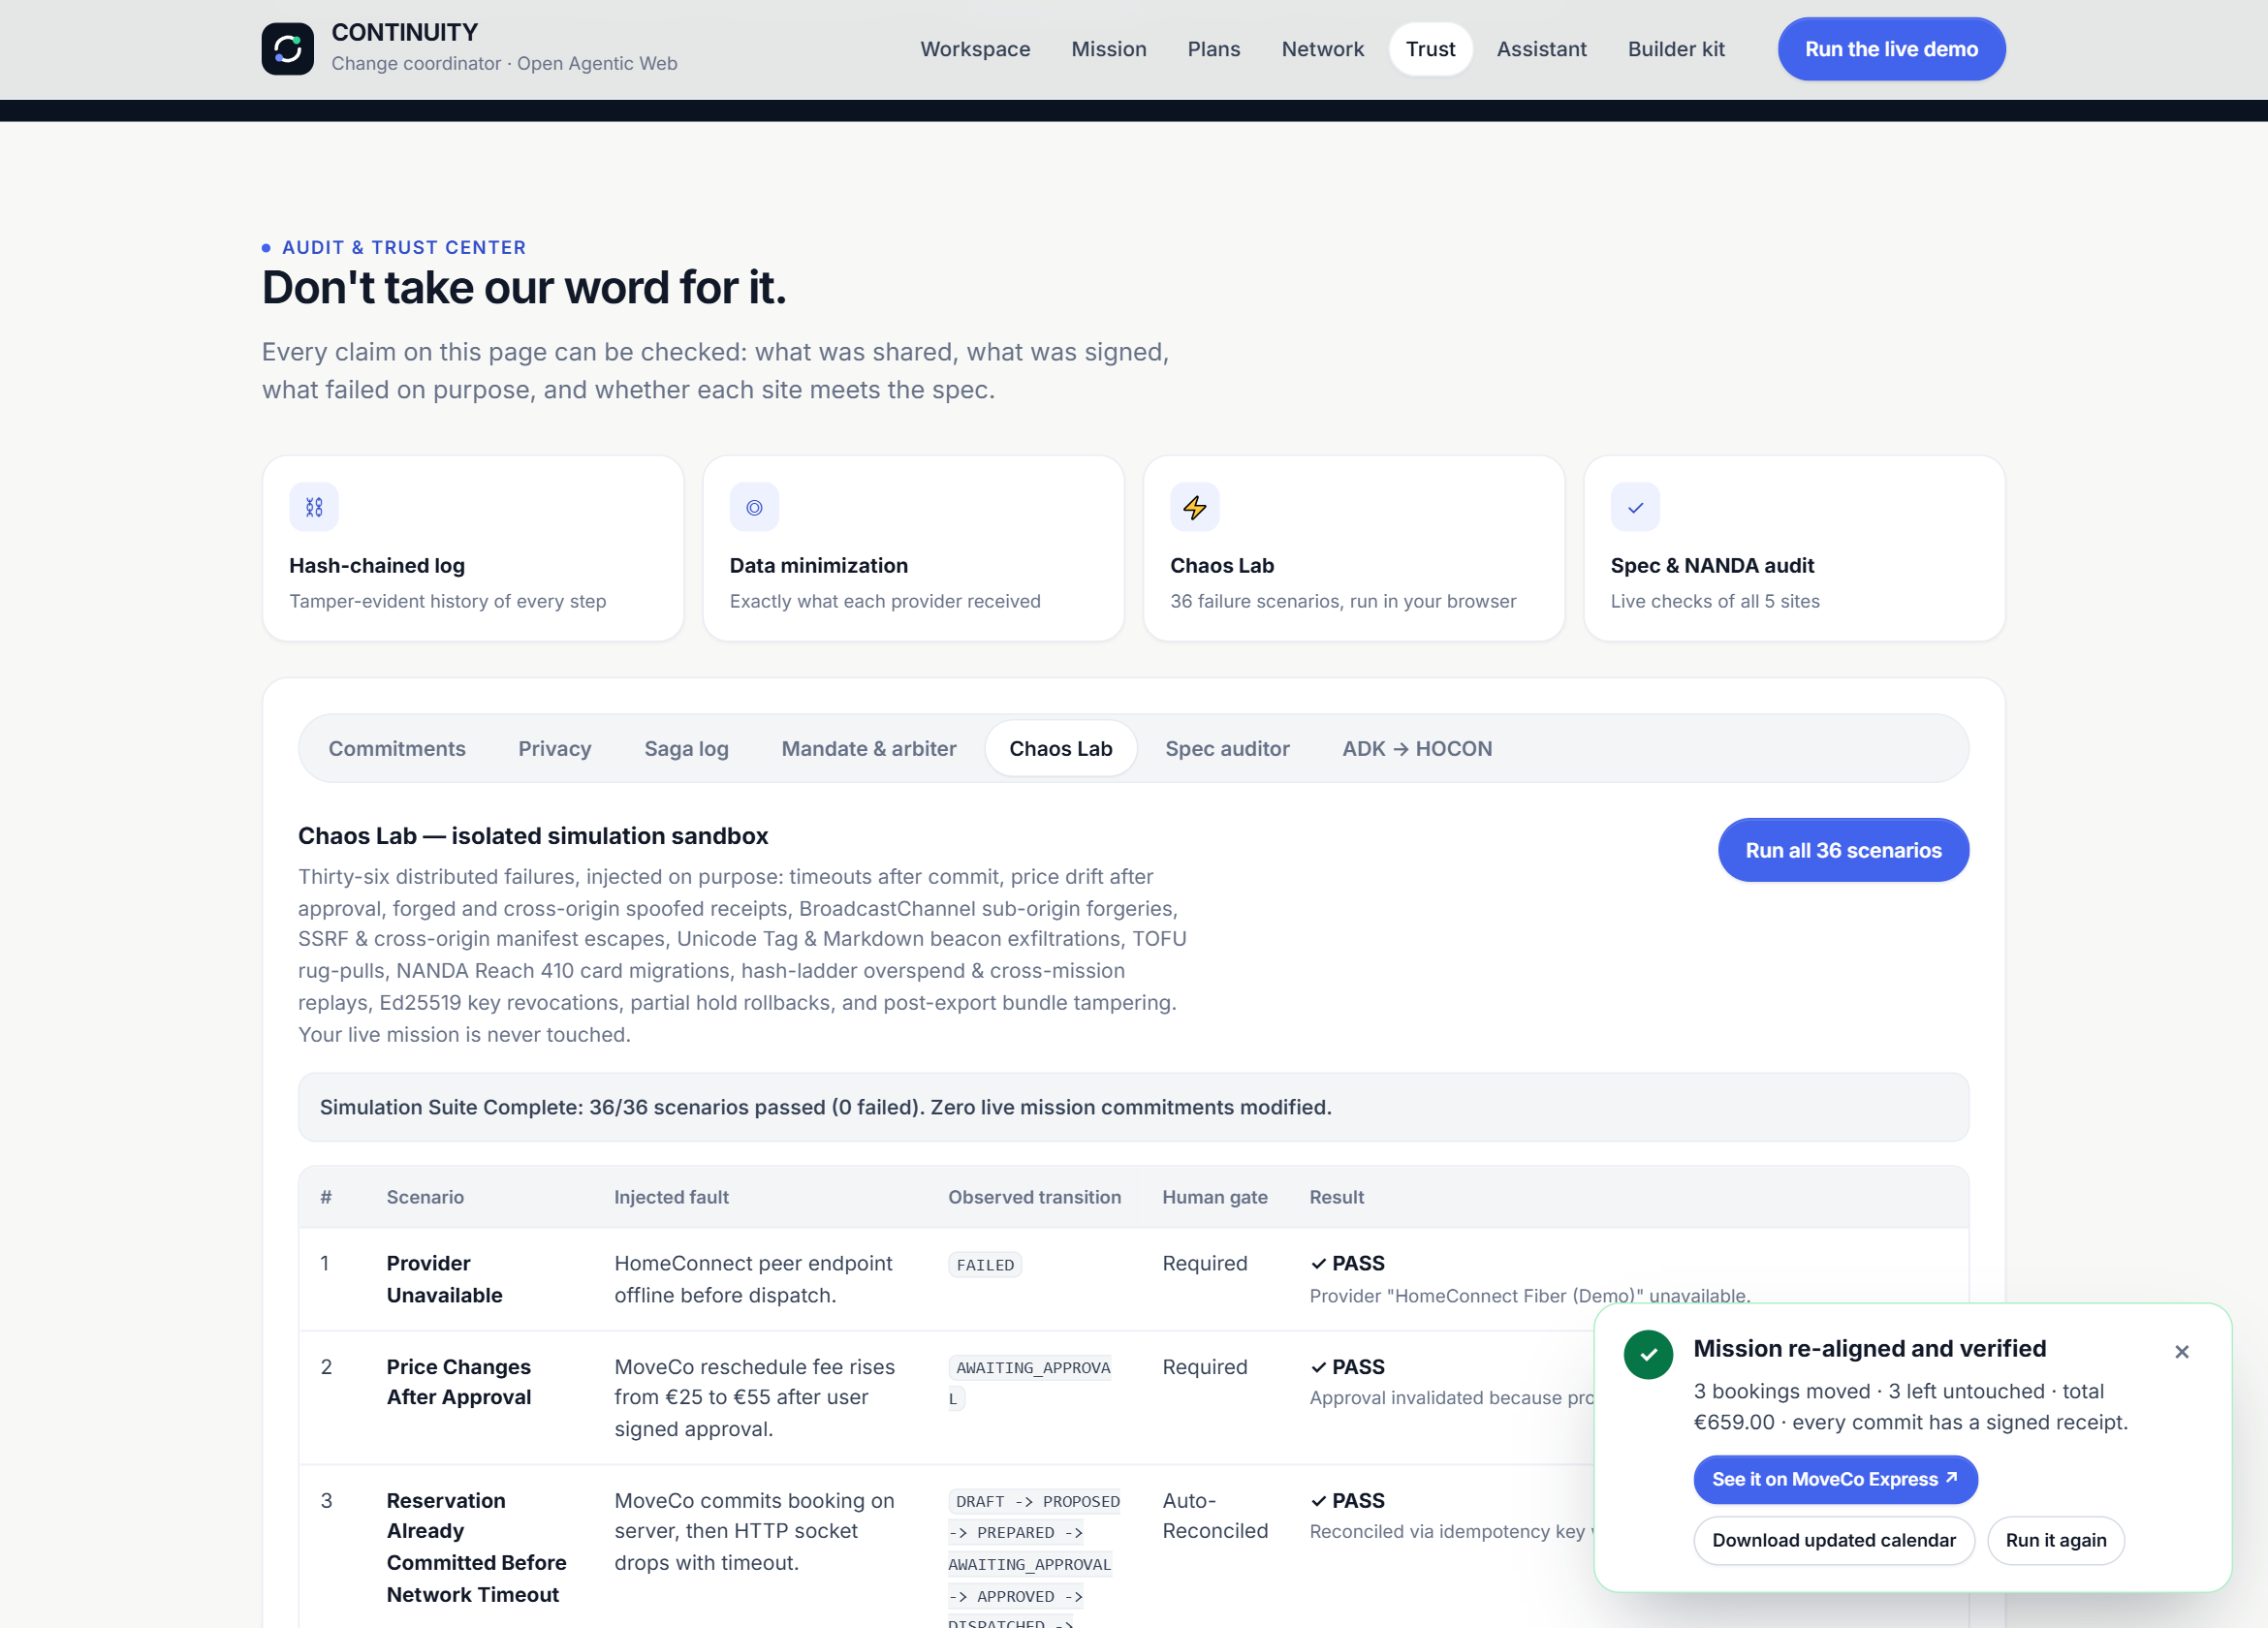 CONTINUITY
Change coordinator · Open Agentic Web
Workspace
Mission
Plans
Network
Trust
Assistant
Builder kit
Run the live demo
AUDIT & TRUST CENTER
Don't take our word for it.
Every claim on this page can be checked: what was shared, what was signed,
what failed on purpose, and whether each site meets the spec.
Hash-chained log
Tamper-evident history of every step
Data minimization
Exactly what each provider received
Chaos Lab
36 failure scenarios, run in your browser
Spec & NANDA audit
Live checks of all 5 sites
Commitments
Privacy
Saga log
Mandate & arbiter
Chaos Lab
Spec auditor
ADK → HOCON
Chaos Lab — isolated simulation sandbox
Run all 36 scenarios
Thirty-six distributed failures, injected on purpose: timeouts after commit, price drift after
approval, forged and cross-origin spoofed receipts, BroadcastChannel sub-origin forgeries,
SSRF & cross-origin manifest escapes, Unicode Tag & Markdown beacon exfiltrations, TOFU
rug-pulls, NANDA Reach 410 card migrations, hash-ladder overspend & cross-mission
replays, Ed25519 key revocations, partial hold rollbacks, and post-export bundle tampering.
Your live mission is never touched.
Simulation Suite Complete: 36/36 scenarios passed (0 failed). Zero live mission commitments modified.
# Scenario Injected fault Observed transition Human gate Result
1
Provider
Unavailable
HomeConnect peer endpoint
offline before dispatch.
FAILED
Required
✓ PASS
Provider "HomeConnect Fiber (Demo)" unavailable.
2
Price Changes
After Approval
MoveCo reschedule fee rises
from €25 to €55 after user
signed approval.
AWAITING_APPROVA
L
Required
✓ PASS
Approval invalidated because
3
Reservation
Already
Committed Before
Network Timeout
MoveCo commits booking on
server, then HTTP socket
drops with timeout.
DRAFT -> PROPOSED
-> PREPARED ->
AWAITING_APPROVAL
-> APPROVED ->
DISPATCHED ->
Auto-
Reconciled
✓ PASS
Reconciled via idempotency key
Mission re-aligned and verified
✕
3 bookings moved · 3 left untouched · total
€659.00 · every commit has a signed receipt.
See it on MoveCo Express ↗
Download updated calendar
Run it again